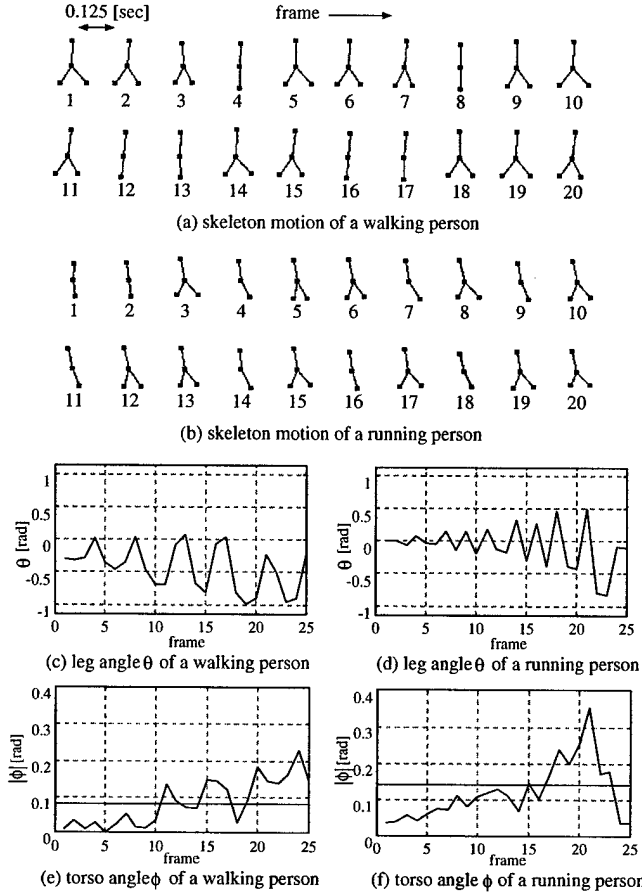 0.125 [sec]
frame
1 2 3 4 5 6 7 8 9 10
11 12 13 14 15 16 17 18 19 20
(a) skeleton motion of a walking person
1 2 3 4 5 6 7 8 9 10
11 12 13 14 15 16 17 18 19 20
(b) skeleton motion of a running person
1
0.5
0
-0.5
-1
θ [rad]
0 5 10 15 20 25
frame
(c) leg angle θ of a walking person
1
0.5
0
-0.5
-1
θ [rad]
0 5 10 15 20 25
frame
(d) leg angle θ of a running person
0.4
0.3
0.2
0.1
0
|ϕ| [rad]
0 5 10 15 20 25
frame
(e) torso angle ϕ of a walking person
0.4
0.3
0.2
0.1
0
|ϕ| [rad]
0 5 10 15 20 25
frame
(f) torso angle ϕ of a running person